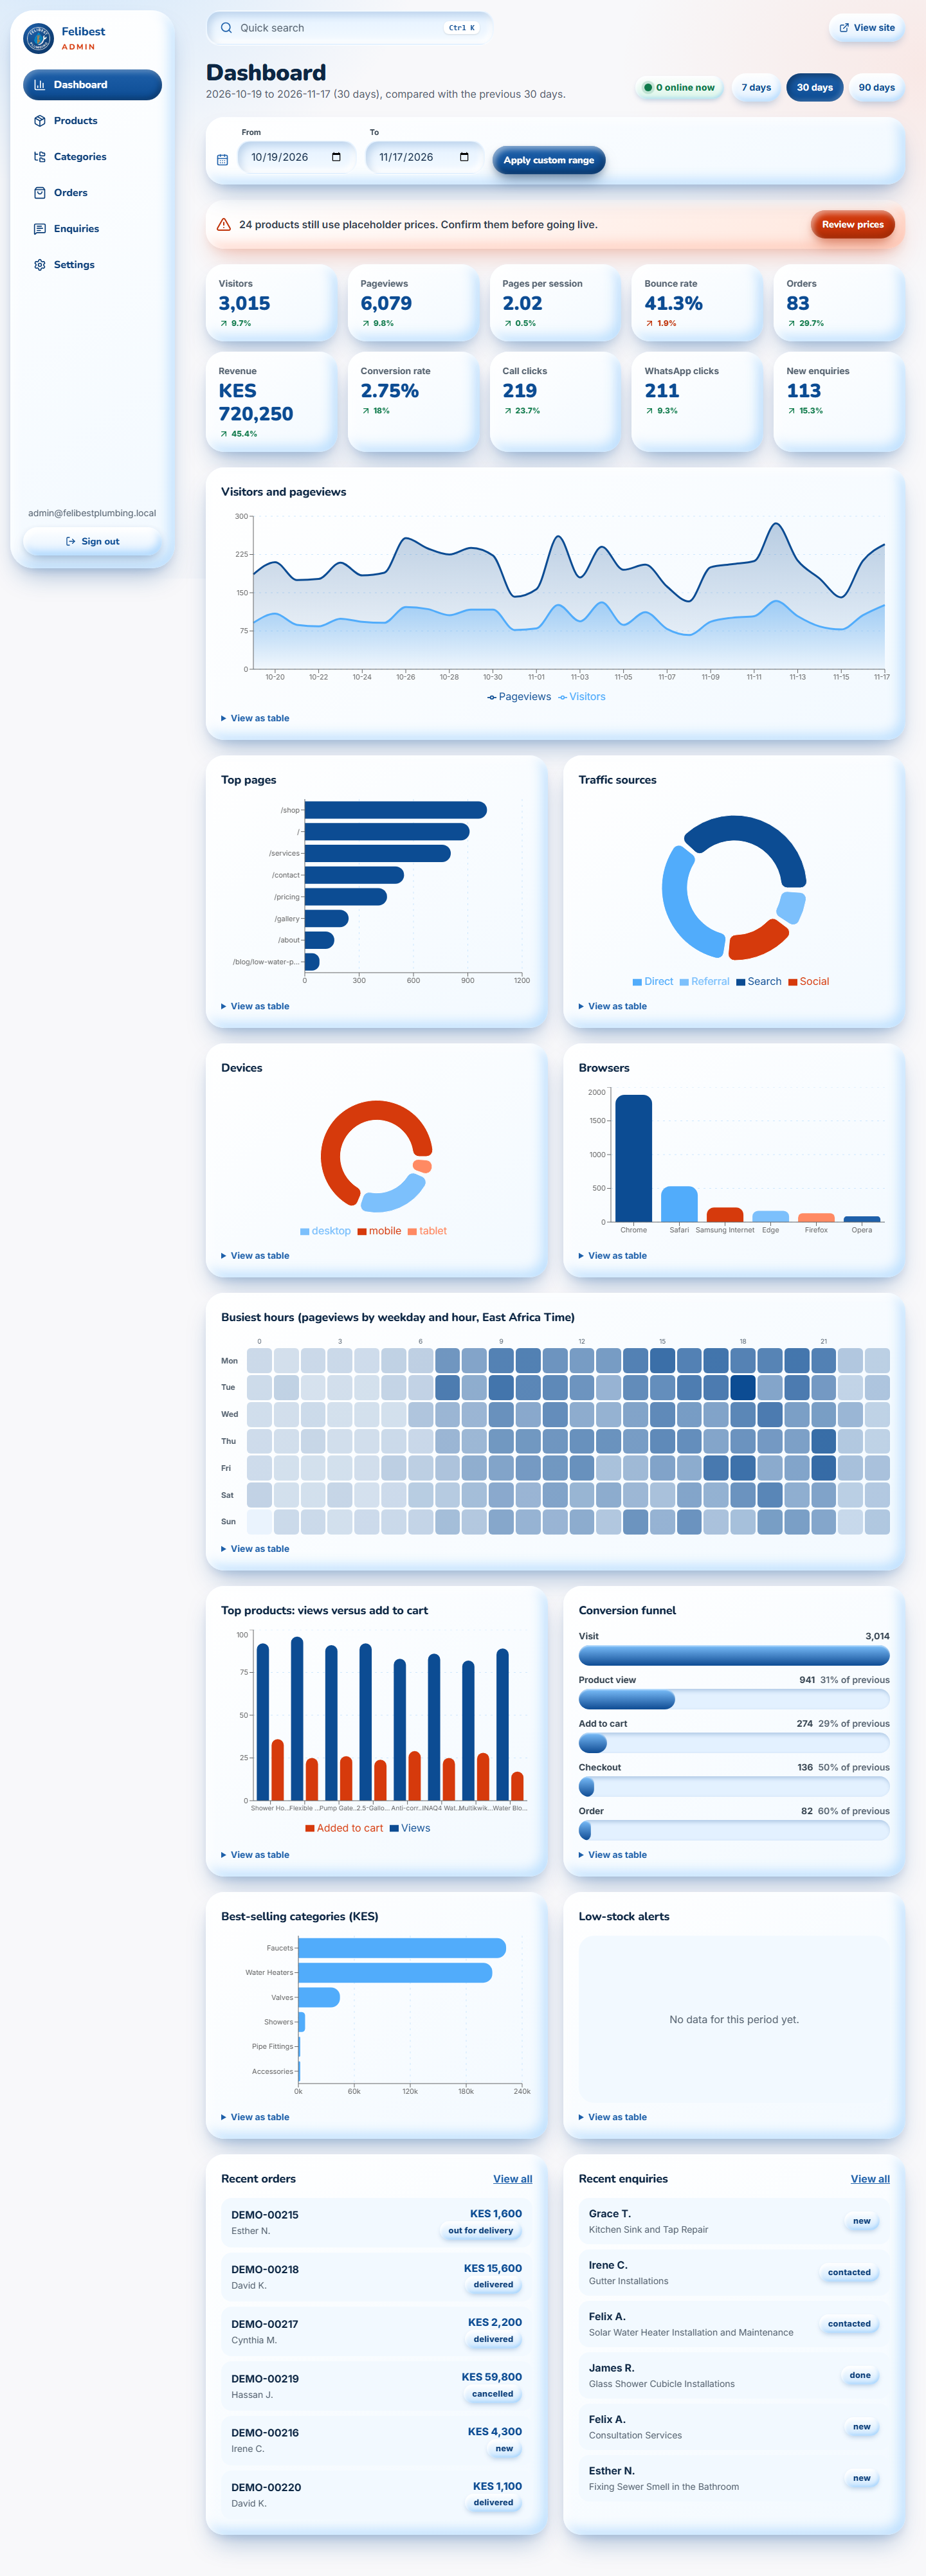 Felibest
ADMIN
Dashboard
Products
Categories
Orders
Enquiries
Settings
admin@felibestplumbing.local
Sign out
Quick search
Ctrl K
View site
Dashboard
2026-10-19 to 2026-11-17 (30 days), compared with the previous 30 days.
0 online now
7 days
30 days
90 days
From
To
10/19/2026
11/17/2026
Apply custom range
24 products still use placeholder prices. Confirm them before going live.
Review prices
Visitors
3,015
9.7%
Pageviews
6,079
9.8%
Pages per session
2.02
0.5%
Bounce rate
41.3%
1.9%
Orders
83
29.7%
Revenue
KES
720,250
45.4%
Conversion rate
2.75%
18%
Call clicks
219
23.7%
WhatsApp clicks
211
9.3%
New enquiries
113
15.3%
Visitors and pageviews
300
225
150
75
0
10-20 10-22 10-24 10-26 10-28 10-30 11-01 11-03 11-05 11-07 11-09 11-11 11-13 11-15 11-17
Pageviews Visitors
View as table
Top pages
/shop
/
/services
/contact
/pricing
/gallery
/about
/blog/low-water-p...
0 300 600 900 1200
View as table
Traffic sources
Direct Referral Search Social
View as table
Devices
desktop mobile tablet
View as table
Browsers
2000
1500
1000
500
0
Chrome Safari Samsung Internet Edge Firefox Opera
View as table
Busiest hours (pageviews by weekday and hour, East Africa Time)
0 3 6 9 12 15 18 21
Mon
Tue
Wed
Thu
Fri
Sat
Sun
View as table
Top products: views versus add to cart
100
75
50
25
0
Shower Ho... Flexible ... Pump Gate... 2.5-Gallo... Anti-corr... INAQ4 Wat... Multikwik... Water Blo...
Added to cart Views
View as table
Conversion funnel
Visit 3,014
Product view 941 31% of previous
Add to cart 274 29% of previous
Checkout 136 50% of previous
Order 82 60% of previous
View as table
Best-selling categories (KES)
Faucets
Water Heaters
Valves
Showers
Pipe Fittings
Accessories
0k 60k 120k 180k 240k
View as table
Low-stock alerts
No data for this period yet.
View as table
Recent orders
View all
DEMO-00215 KES 1,600
Esther N. out for delivery
DEMO-00218 KES 15,600
David K. delivered
DEMO-00217 KES 2,200
Cynthia M. delivered
DEMO-00219 KES 59,800
Hassan J. cancelled
DEMO-00216 KES 4,300
Irene C. new
DEMO-00220 KES 1,100
David K. delivered
Recent enquiries
View all
Grace T.
Kitchen Sink and Tap Repair
new
Irene C.
Gutter Installations
contacted
Felix A.
Solar Water Heater Installation and Maintenance
contacted
James R.
Glass Shower Cubicle Installations
done
Felix A.
Consultation Services
new
Esther N.
Fixing Sewer Smell in the Bathroom
new